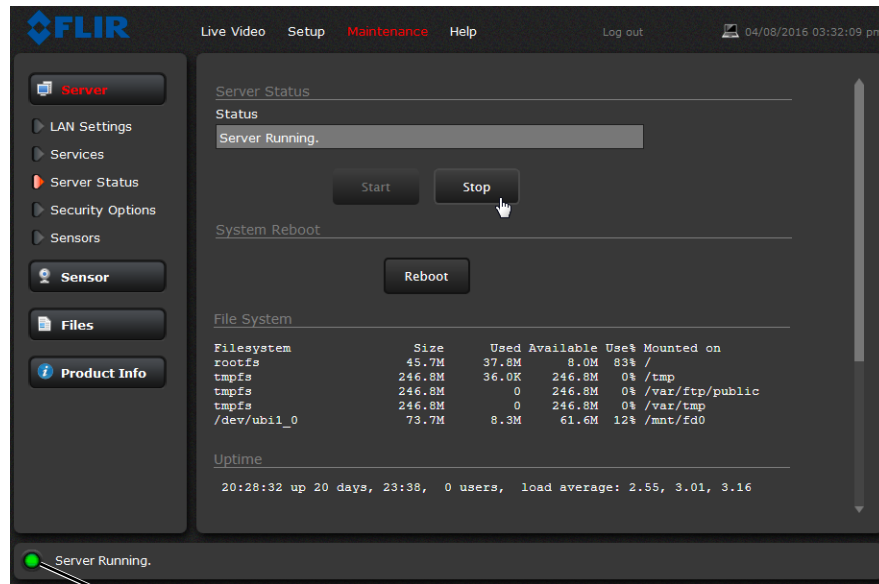 FLIR
Live Video Setup Maintenance Help Log out 04/08/2016 03:32:09 pm
Server
LAN Settings
Services
Server Status
Security Options
Sensors
Sensor
Files
Product Info
Server Status
Status
Server Running.
Start Stop
System Reboot
Reboot
File System
Filesystem Size Used Available Use% Mounted on
rootfs 45.7M 37.8M 8.0M 83% /
tmpfs 246.8M 36.0K 246.8M 0% /tmp
tmpfs 246.8M 0 246.8M 0% /var/ftp/public
tmpfs 246.8M 0 246.8M 0% /var/tmp
/dev/ubi1_0 73.7M 8.3M 61.6M 12% /mnt/fd0
Uptime
20:28:32 up 20 days, 23:38, 0 users, load average: 2.55, 3.01, 3.16
Server Running.